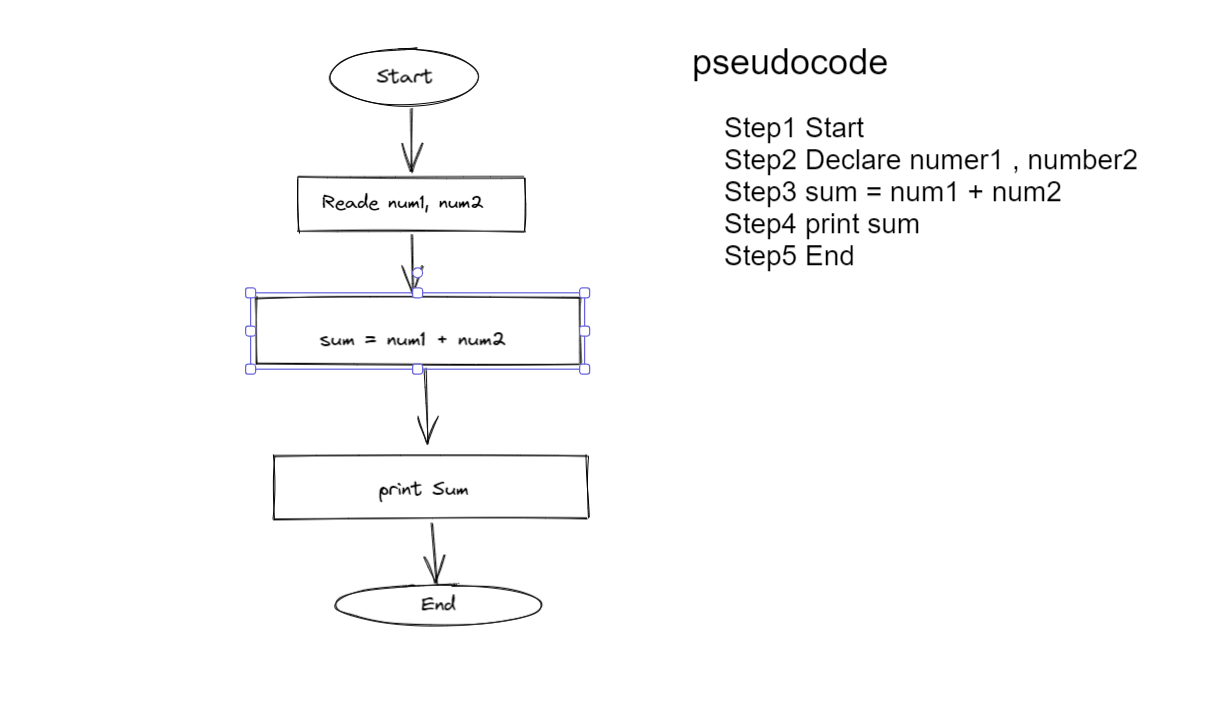 Start
Reade num1, num2
sum = num1 + num2
print Sum
End
pseudocode
Step1 Start
Step2 Declare numer1 , number2
Step3 sum = num1 + num2
Step4 print sum
Step5 End